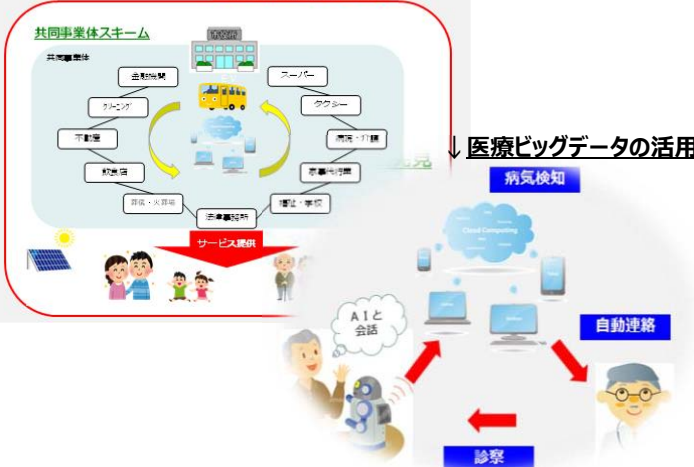 共同事業体スキーム
共同事業体
金融機関
スーパー
クリーニング
タクシー
不動産
病院・介護
飲食店
家事代行業
葬儀・火葬場
福祉・学校
法律事務所
サービス提供
見
↓医療ビッグデータの活用
病気検知
Cloud Computing
AIと
会話
自動連絡
診察